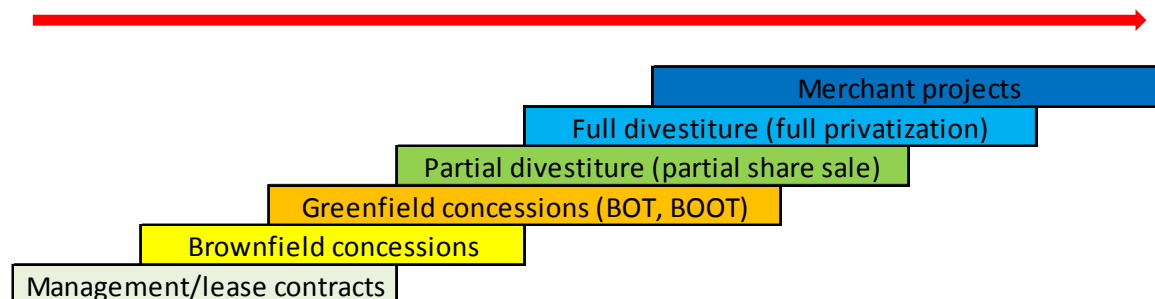 Merchant projects
Full divestiture (full privatization)
Partial divestiture (partial share sale)
Greenfield concessions (BOT, BOOT)
Brownfield concessions
Management/lease contracts